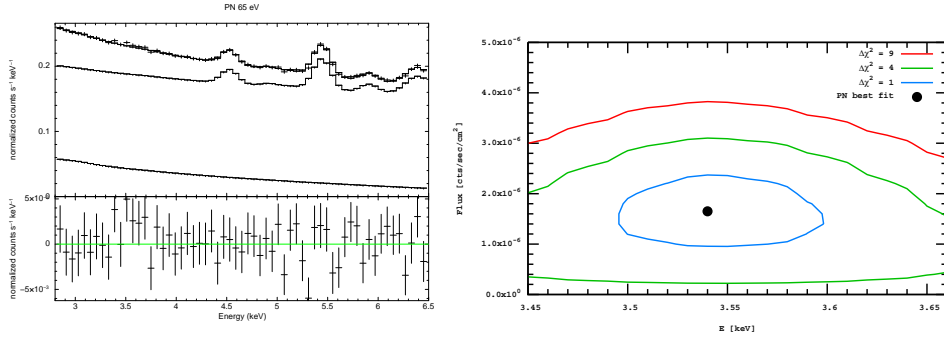 PN 65 eV
normalized counts s⁻¹ keV⁻¹
0.2
0.1
0
normalized counts s⁻¹ keV⁻¹
5×10⁻³
0
−5×10⁻³
3 3.5 4 4.5 5 5.5 6 6.5
Energy (keV)
Δχ² = 9
Δχ² = 4
Δχ² = 1
PN best fit
Flux [cts/sec/cm²]
5.0x10⁻⁶
4.0x10⁻⁶
3.0x10⁻⁶
2.0x10⁻⁶
1.0x10⁻⁶
0.0x10⁰
3.45 3.5 3.55 3.6 3.65
E [keV]